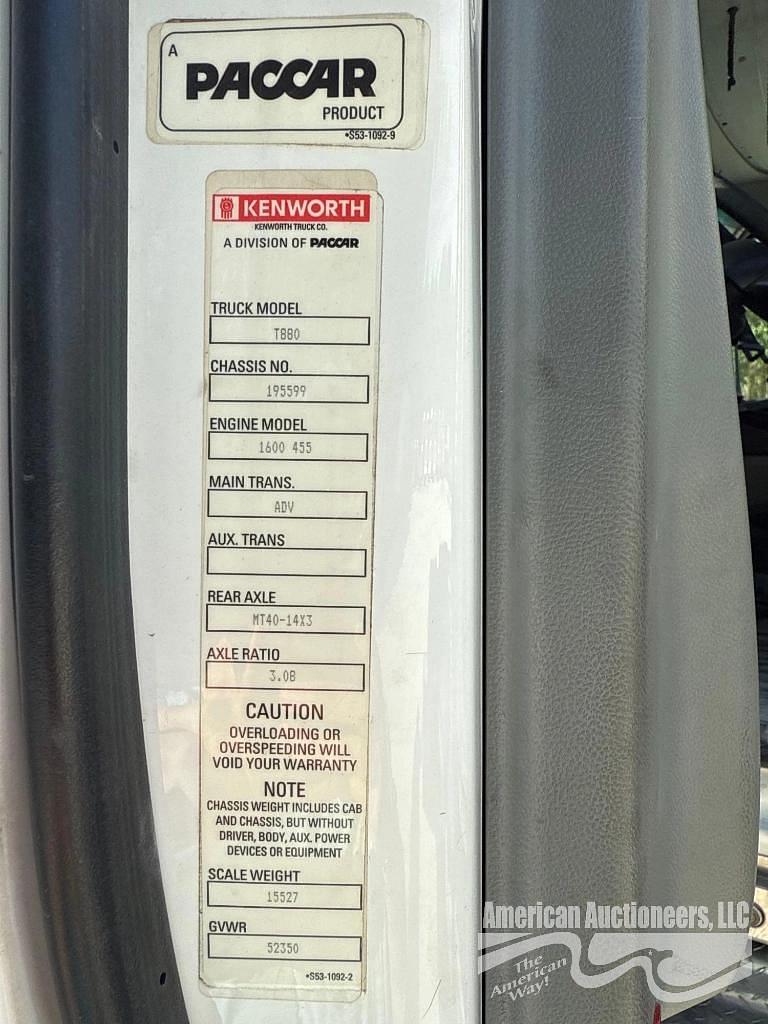 A
PACCAR
PRODUCT
•S53-1092-9
KENWORTH
KENWORTH TRUCK CO.
A DIVISION OF PACCAR
TRUCK MODEL
T880
CHASSIS NO.
195599
ENGINE MODEL
1600 455
MAIN TRANS.
ADV
AUX. TRANS
REAR AXLE
MT40-14X3
AXLE RATIO
3.08
CAUTION
OVERLOADING OR
OVERSPEEDING WILL
VOID YOUR WARRANTY
NOTE
CHASSIS WEIGHT INCLUDES CAB
AND CHASSIS, BUT WITHOUT
DRIVER, BODY, AUX. POWER
DEVICES OR EQUIPMENT
SCALE WEIGHT
15527
GVWR
52350
•S53-1092-2
American Auctioneers, LLC
The
American
Way!